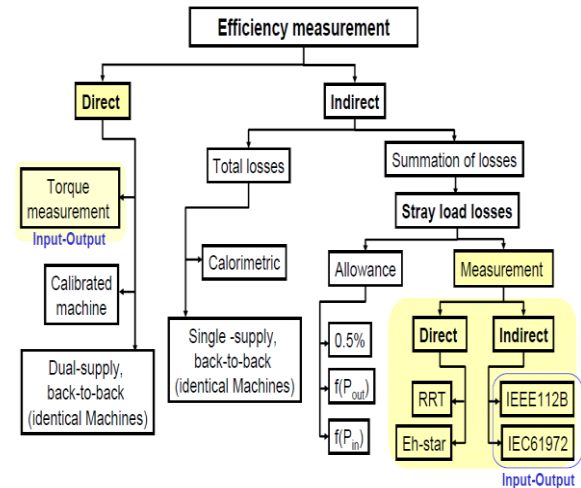 Efficiency measurement
Direct
Indirect
Total losses
Summation of losses
Torque
measurement
Input-Output
Stray load losses
Calorimetric
Allowance
Measurement
Calibrated
machine
Single -supply,
back-to-back
(identical Machines)
Dual-supply,
back-to-back
(identical Machines)
0.5%
f(Pout)
f(Pin)
Direct
Indirect
RRT
Eh-star
IEEE112B
IEC61972
Input-Output